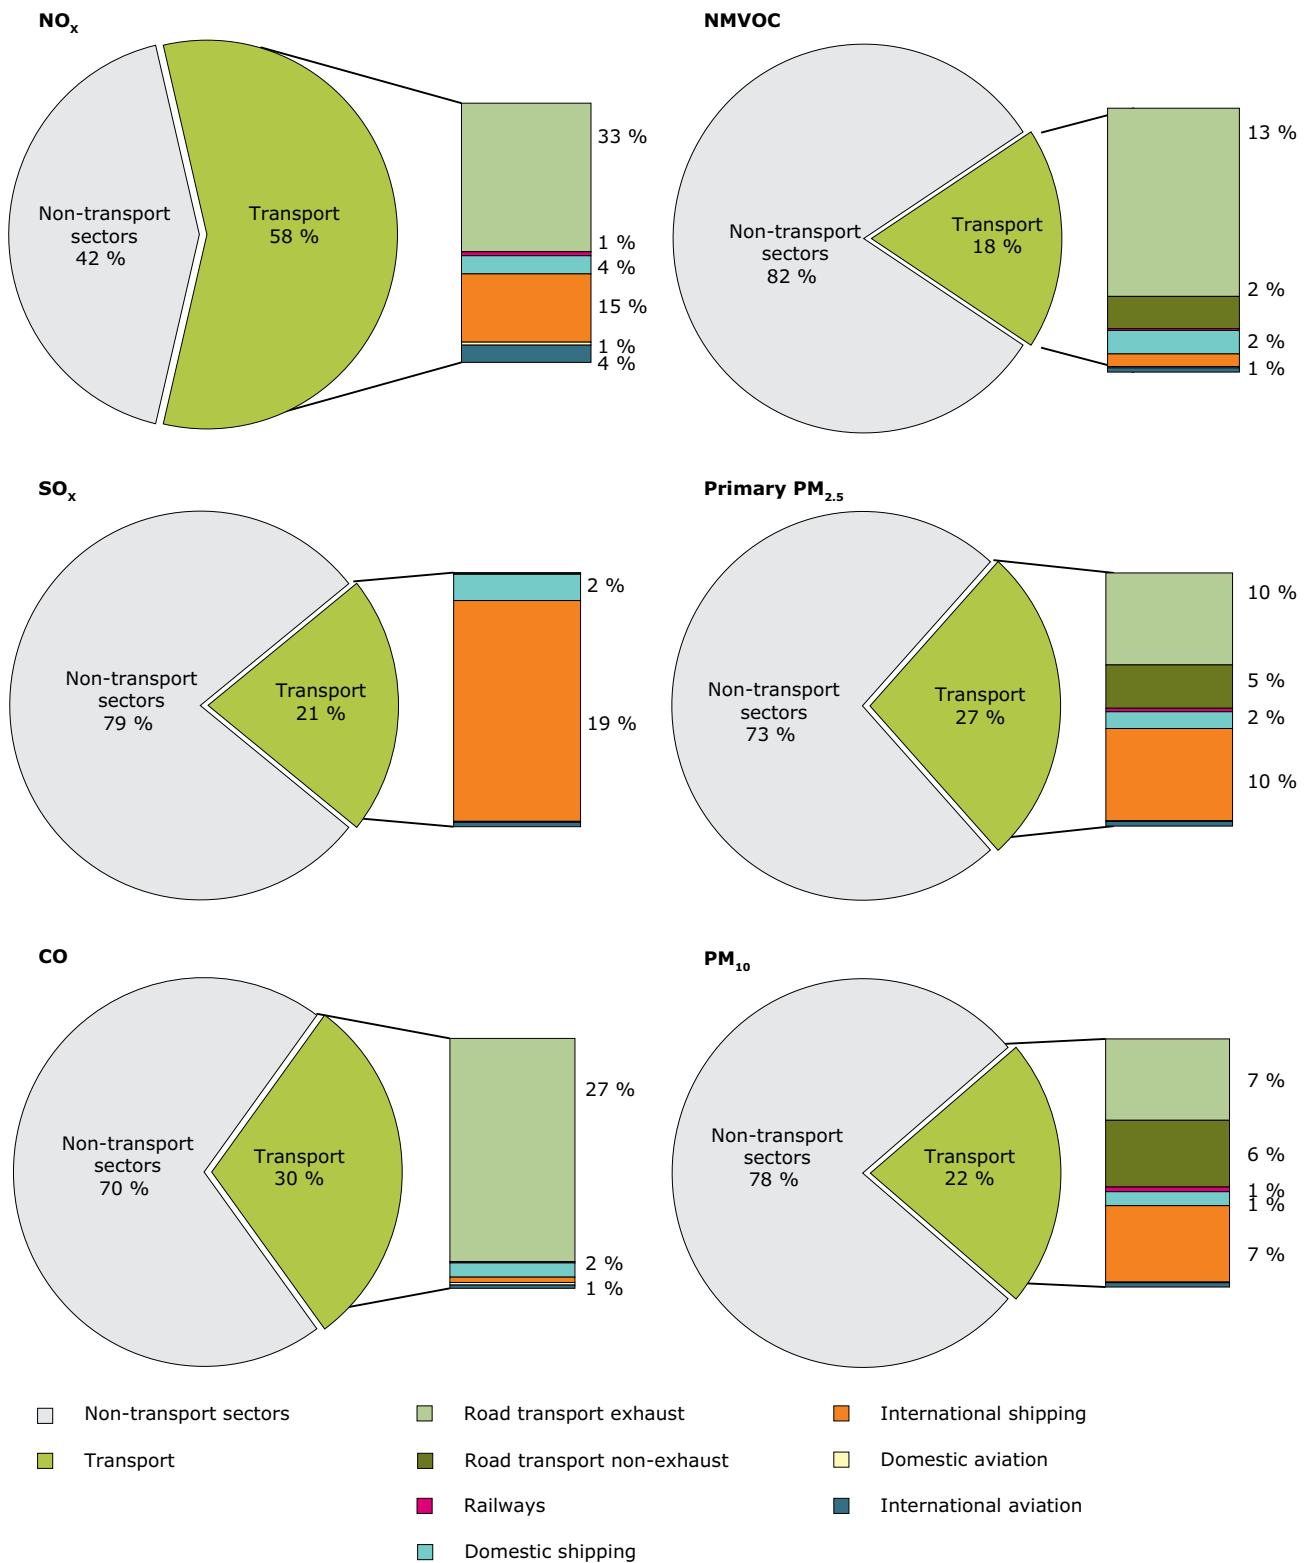 NOX
Non-transport
sectors
42 %
Transport
58 %
33 %
1 %
4 %
15 %
1 %
4 %
NMVOC
Non-transport
sectors
82 %
Transport
18 %
13 %
2 %
2 %
1 %
SOX
Non-transport
sectors
79 %
Transport
21 %
2 %
19 %
Primary PM2.5
Non-transport
sectors
73 %
Transport
27 %
10 %
5 %
2 %
10 %
CO
Non-transport
sectors
70 %
Transport
30 %
27 %
2 %
1 %
PM10
Non-transport
sectors
78 %
Transport
22 %
7 %
6 %
1 %
1 %
7 %
Non-transport sectors
Transport
Road transport exhaust
Road transport non-exhaust
Railways
Domestic shipping
International shipping
Domestic aviation
International aviation